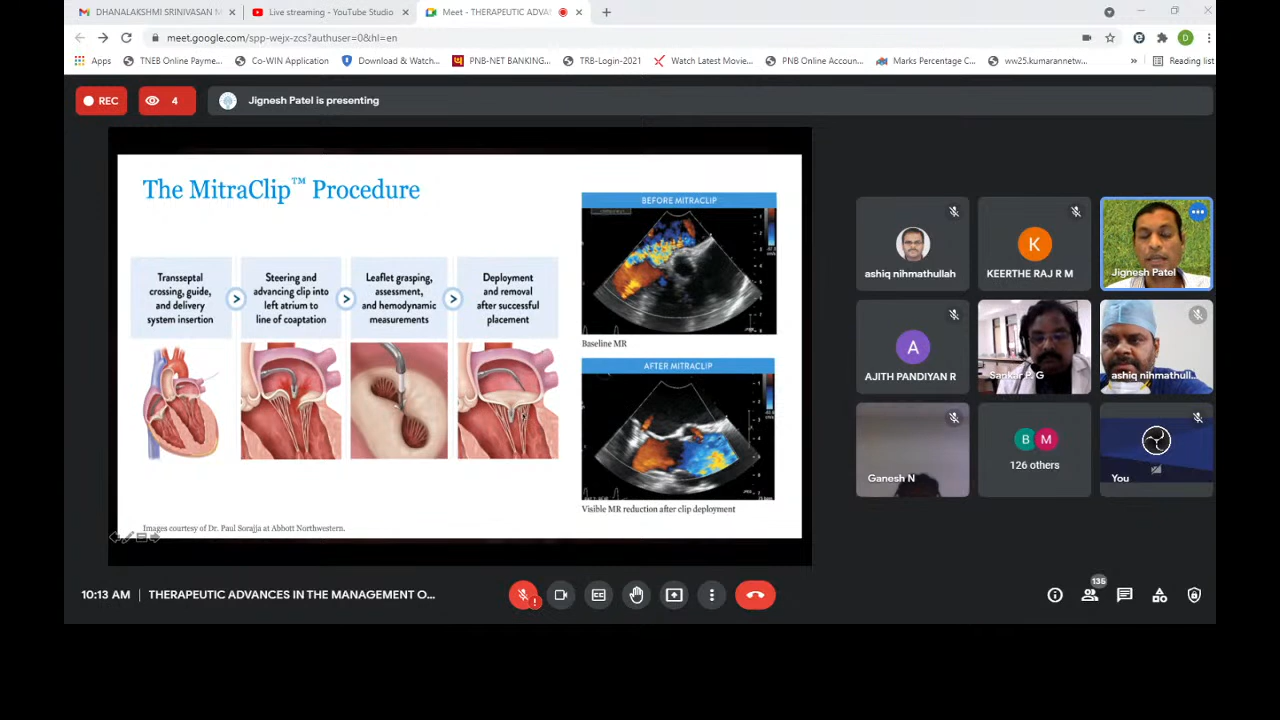 DHANALAKSHMI SRINIVASAN M
Live streaming - YouTube Studio
Meet - THERAPEUTIC ADVAN
meet.google.com/spp-wejx-zcs?authuser=0&hl=en
Apps
TNEB Online Payme...
Co-WIN Application
Download & Watch...
PNB-NET BANKING...
TRB-Login-2021
Watch Latest Movie...
PNB Online Accoun...
Marks Percentage C...
ww25.kumarannetw...
»
Reading list
REC
4
Jignesh Patel is presenting
The MitraClip™ Procedure
Transseptal
crossing, guide,
and delivery
system insertion
Steering and
advancing clip into
left atrium to
line of coaptation
Leaflet grasping,
assessment,
and hemodynamic
measurements
Deployment
and removal
after successful
placement
BEFORE MITRACLIP
Baseline MR
AFTER MITRACLIP
Visible MR reduction after clip deployment
Images courtesy of Dr. Paul Sorajja at Abbott Northwestern.
ashiq nihmathullah
K
KEERTHE RAJ R M
Jignesh Patel
A
AJITH PANDIYAN R
Sankar P. G
ashiq nihmathull...
Ganesh N
B M
126 others
You
10:13 AM | THERAPEUTIC ADVANCES IN THE MANAGEMENT O...
135